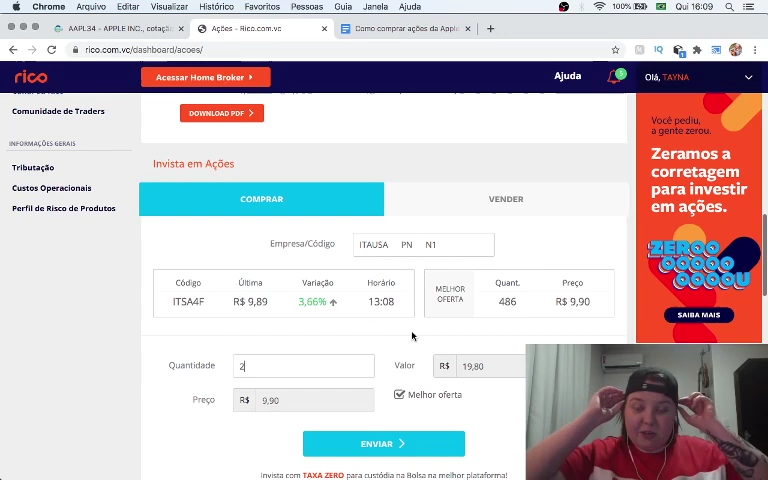 Chrome Arquivo Editar Visualizar Histórico Favoritos Pessoas Guia Janela Ajuda 100% Qui 16:09
AAPL34 - APPLE INC., cotaçã
Ações - Rico.com.vc
Como comprar ações da Apple
rico.com.vc/dashboard/acoes/
rico
Acessar Home Broker
Ajuda
5
Olá, TAYNA
Comunidade de Traders
DOWNLOAD PDF
INFORMAÇÕES GERAIS
Tributação
Custos Operacionais
Perfil de Risco de Produtos
Invista em Ações
COMPRAR
VENDER
Empresa/Código
ITAUSA PN N1
Código Última Variação Horário
ITSA4F R$ 9,89 3,66% 13:08
MELHOR
OFERTA
Quant. Preço
486 R$ 9,90
Quantidade 2
Valor R$ 19,80
Preço R$ 9,90
Melhor oferta
ENVIAR
Invista com TAXA ZERO para custódia na Bolsa na melhor plataforma!
Você pediu,
a gente zerou.
Zeramos a
corretagem
para investir
em ações.
ZEROO
OOOOO
OOOOU
SAIBA MAIS